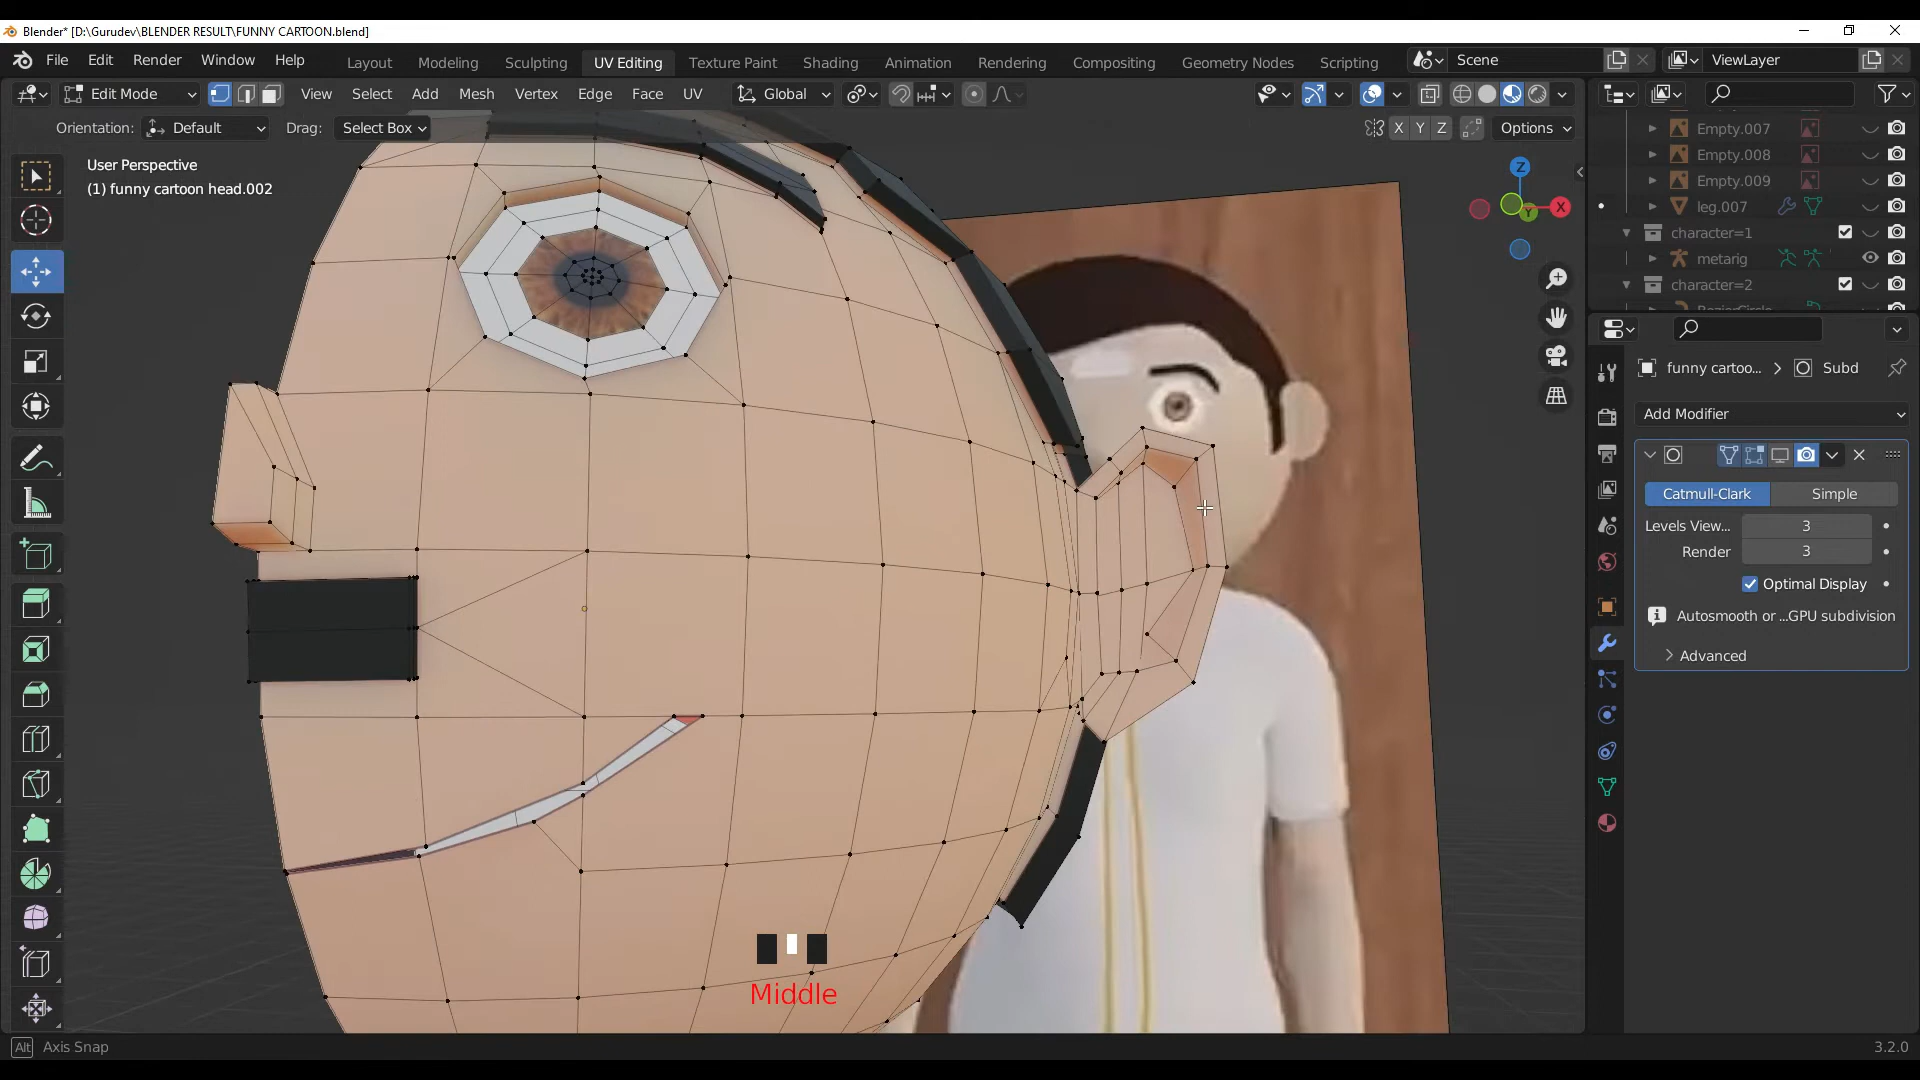 Blender* [D:\Gurudev\BLENDER RESULT\FUNNY CARTOON.blend]
File Edit Render Window Help Layout Modeling Sculpting UV Editing Texture Paint Shading Animation Rendering Compositing Geometry Nodes Scripting Scene ViewLayer
Edit Mode View Select Add Mesh Vertex Edge Face UV Global
Orientation: Default Drag: Select Box X Y Z Options
User Perspective
(1) funny cartoon head.002
Z
X
Y
Empty.007
Empty.008
Empty.009
leg.007
character=1
metarig
character=2
BezierCircle
funny cartoo... > Subd
Add Modifier
Catmull-Clark Simple
Levels View... 3
Render 3
Optimal Display
Autosmooth or ...GPU subdivision
Advanced
Middle
Alt Axis Snap 3.2.0